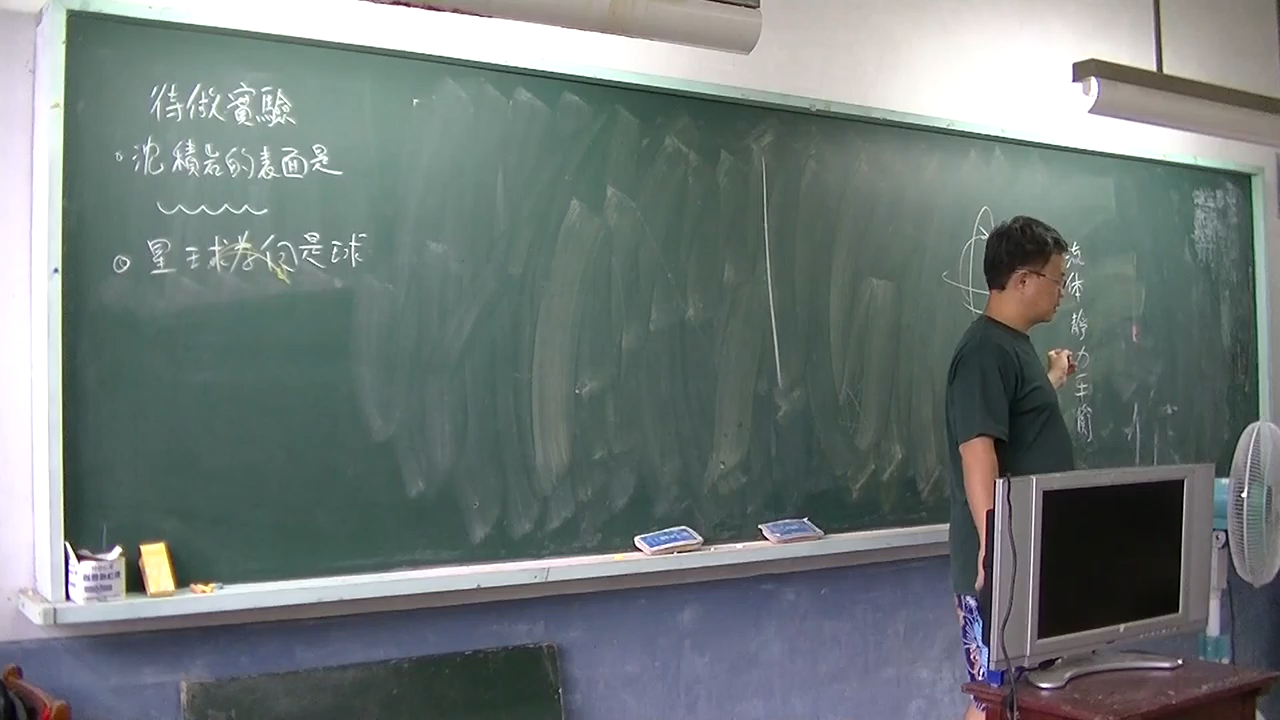 待做實驗
沈積岩的表面是
星球為何是球
流体靜力平衡